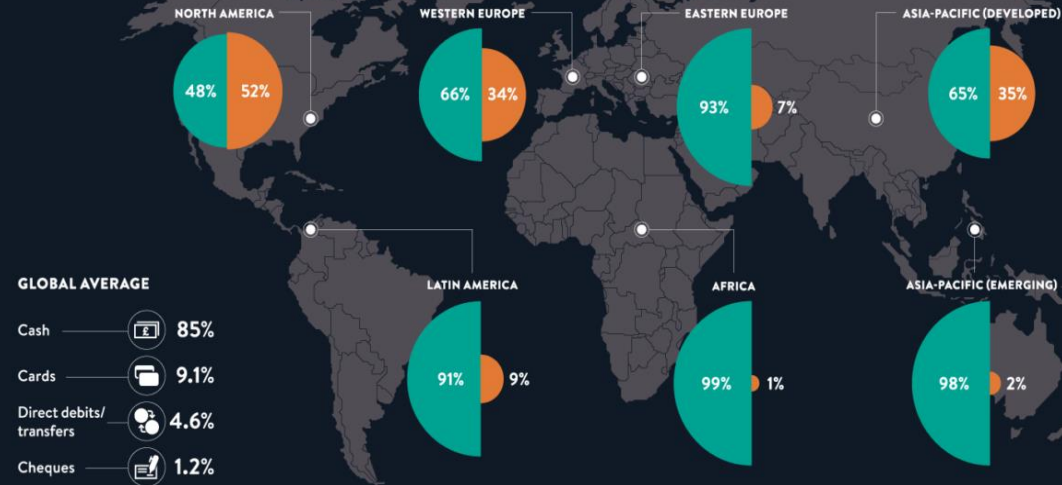 NORTH AMERICA
48% 52%
WESTERN EUROPE
66% 34%
EASTERN EUROPE
93% 7%
ASIA-PACIFIC (DEVELOPED)
65% 35%
LATIN AMERICA
91% 9%
AFRICA
99% 1%
ASIA-PACIFIC (EMERGING)
98% 2%
GLOBAL AVERAGE
Cash £ 85%
Cards 9.1%
Direct debits/
transfers 4.6%
Cheques 1.2%